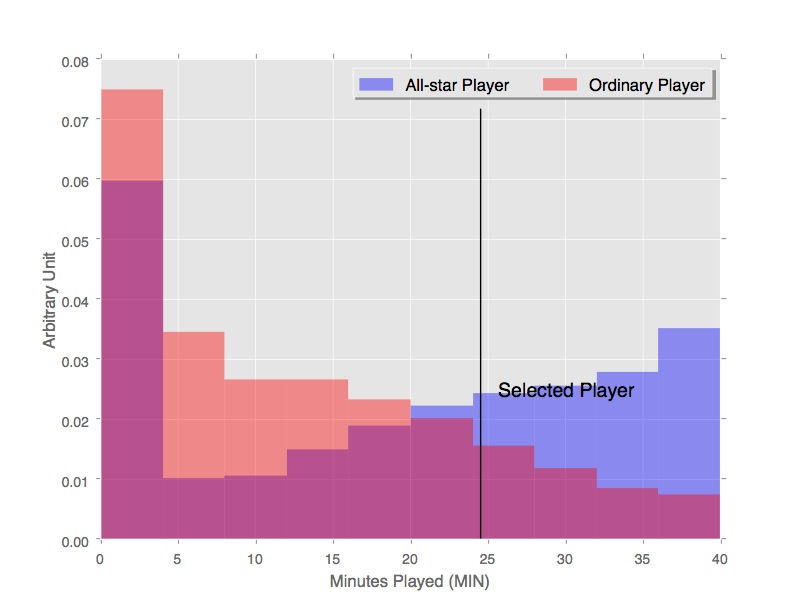 0.08
All-star Player
Ordinary Player
0.07
0.06
0.05
0.04
0.03
0.02
0.01
0.00
Arbitrary Unit
Selected Player
0 5 10 15 20 25 30 35 40
Minutes Played (MIN)